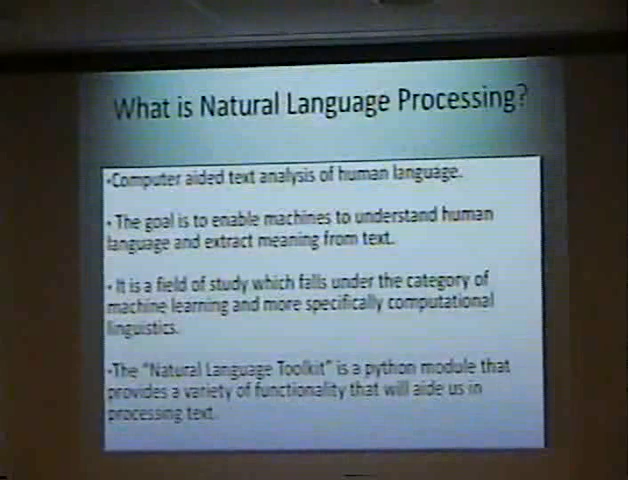 What is Natural Language Processing?
•Computer aided text analysis of human language.
• The goal is to enable machines to understand human
language and extract meaning from text.
• It is a field of study which falls under the category of
machine learning and more specifically computational
linguistics.
•The “Natural Language Toolkit” is a python module that
provides a variety of functionality that will aide us in
processing text.